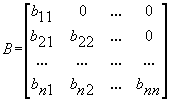 B = [ b11 0 ... 0
b21 b22 ... 0
... ... ... ...
bn1 bn2 ... bnn ]